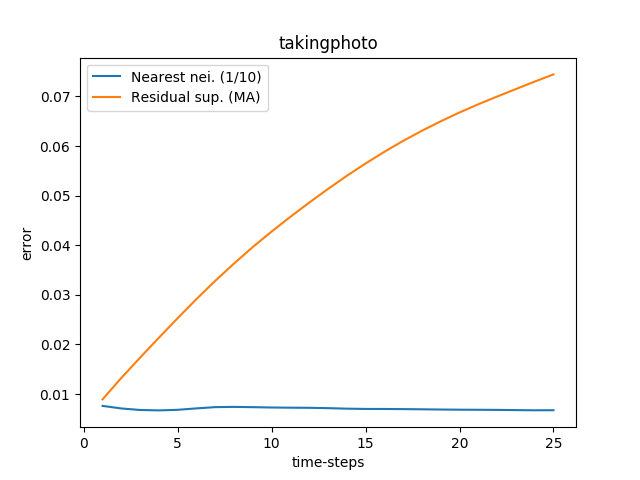 takingphoto
Nearest nei. (1/10)
Residual sup. (MA)
0.07
0.06
0.05
0.04
0.03
0.02
0.01
error
0 5 10 15 20 25
time-steps